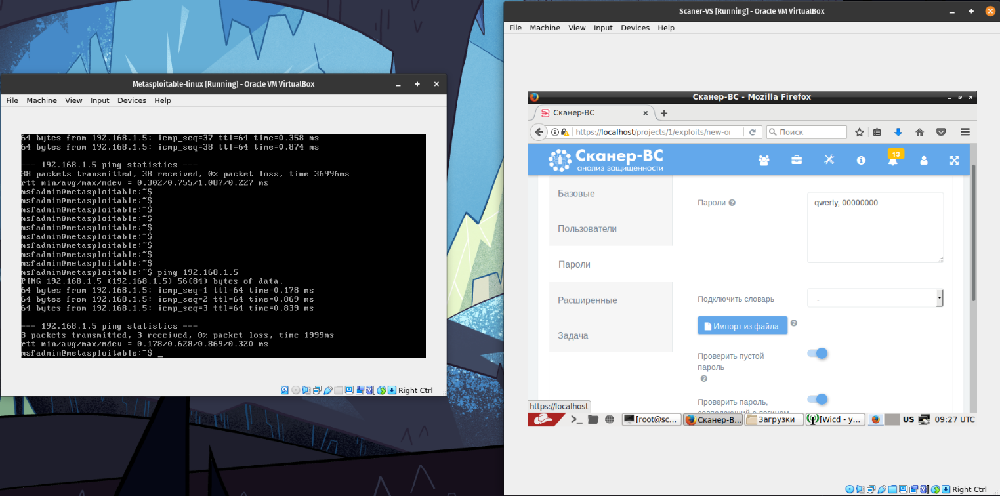 Scaner-VS [Running] - Oracle VM VirtualBox
File Machine View Input Devices Help
Metasploitable-linux [Running] - Oracle VM VirtualBox
File Machine View Input Devices Help
64 bytes from 192.168.1.5: icmp_seq=37 ttl=64 time=0.358 ms
64 bytes from 192.168.1.5: icmp_seq=38 ttl=64 time=0.874 ms
--- 192.168.1.5 ping statistics ---
38 packets transmitted, 38 received, 0% packet loss, time 36996ms
rtt min/avg/max/mdev = 0.302/0.755/1.087/0.227 ms
msfadmin@metasploitable:~$
msfadmin@metasploitable:~$
msfadmin@metasploitable:~$
msfadmin@metasploitable:~$
msfadmin@metasploitable:~$
msfadmin@metasploitable:~$
msfadmin@metasploitable:~$
msfadmin@metasploitable:~$
msfadmin@metasploitable:~$
msfadmin@metasploitable:~$ ping 192.168.1.5
PING 192.168.1.5 (192.168.1.5) 56(84) bytes of data.
64 bytes from 192.168.1.5: icmp_seq=1 ttl=64 time=0.178 ms
64 bytes from 192.168.1.5: icmp_seq=2 ttl=64 time=0.869 ms
64 bytes from 192.168.1.5: icmp_seq=3 ttl=64 time=0.839 ms
--- 192.168.1.5 ping statistics ---
3 packets transmitted, 3 received, 0% packet loss, time 1999ms
rtt min/avg/max/mdev = 0.178/0.628/0.869/0.320 ms
msfadmin@metasploitable:~$ _
Right Ctrl
Сканер-ВС - Mozilla Firefox
Сканер-ВС
https://localhost/projects/1/exploits/new-o
Поиск
Сканер-ВС
анализ защищенности
13
Базовые
Пользователи
Пароли
Расширенные
Задача
Пароли
qwerty, 00000000
Подключить словарь
-
Импорт из файла
Проверить пустой
пароль
Проверить пароль,
совпадающий с логином
https://localhost
[root@sc...
Сканер-В...
Загрузки
[Wicd - у...
US
09:27 UTC
Right Ctrl